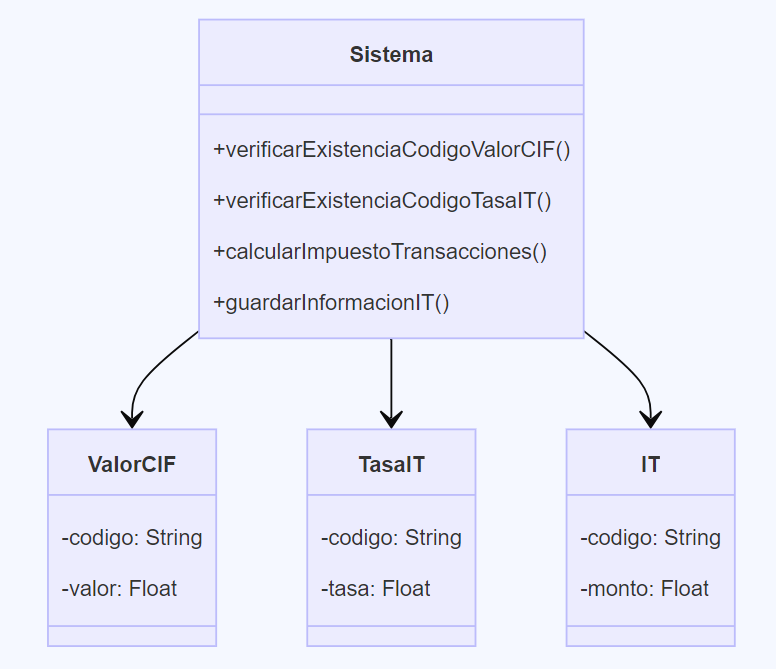 Sistema
+verificarExistenciaCodigoValorCIF()
+verificarExistenciaCodigoTasaIT()
+calcularImpuestoTransacciones()
+guardarInformacionIT()
ValorCIF
-codigo: String
-valor: Float
TasaIT
-codigo: String
-tasa: Float
IT
-codigo: String
-monto: Float